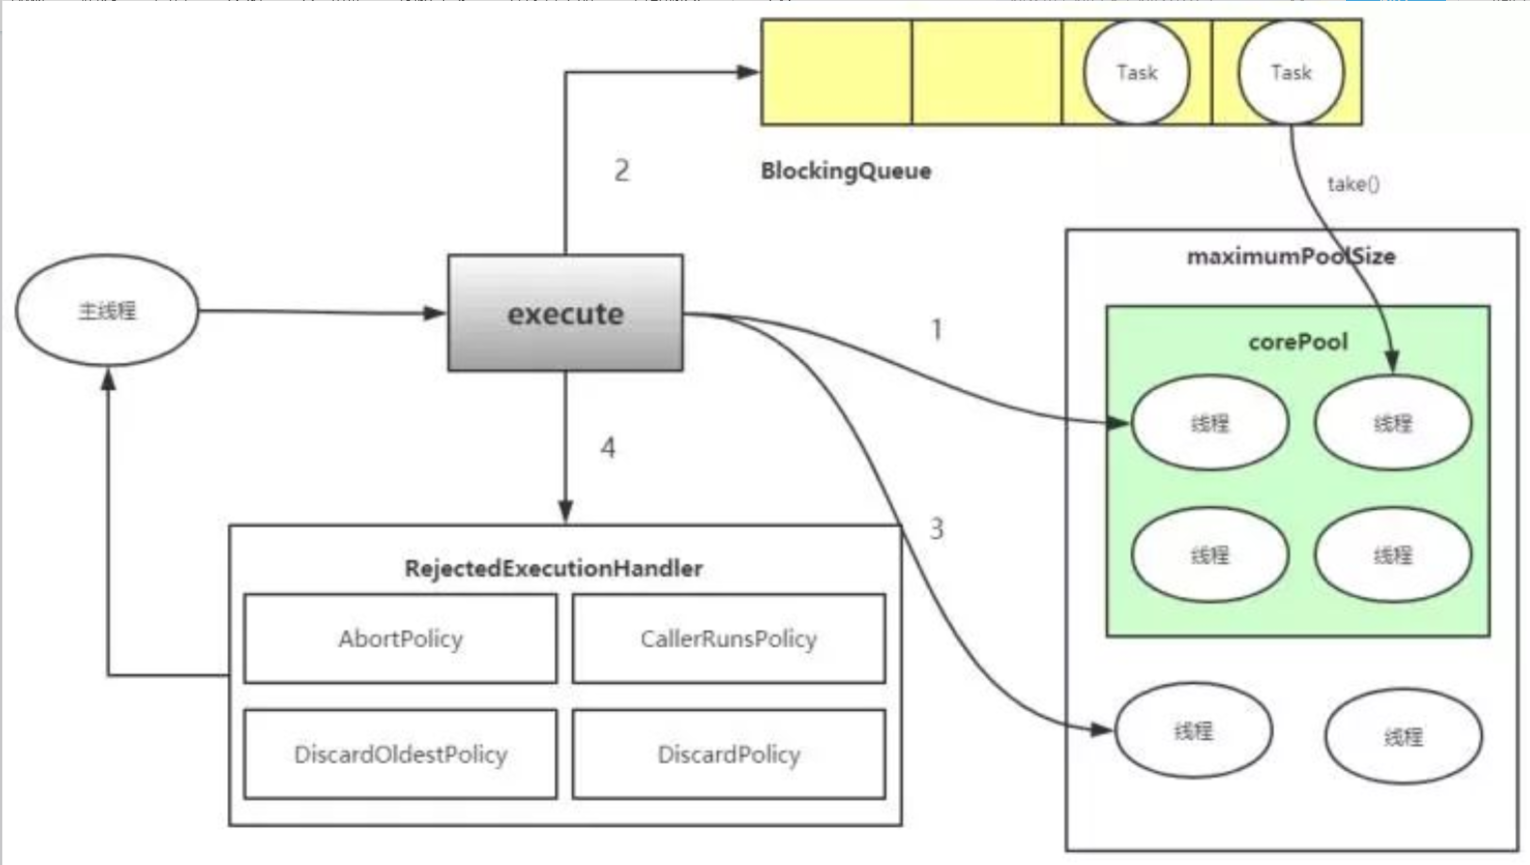 Task
Task
2
BlockingQueue
take()
maximumPoolSize
主线程
execute
1
corePool
线程
线程
4
3
线程
线程
RejectedExecutionHandler
AbortPolicy
CallerRunsPolicy
线程
线程
DiscardOldestPolicy
DiscardPolicy